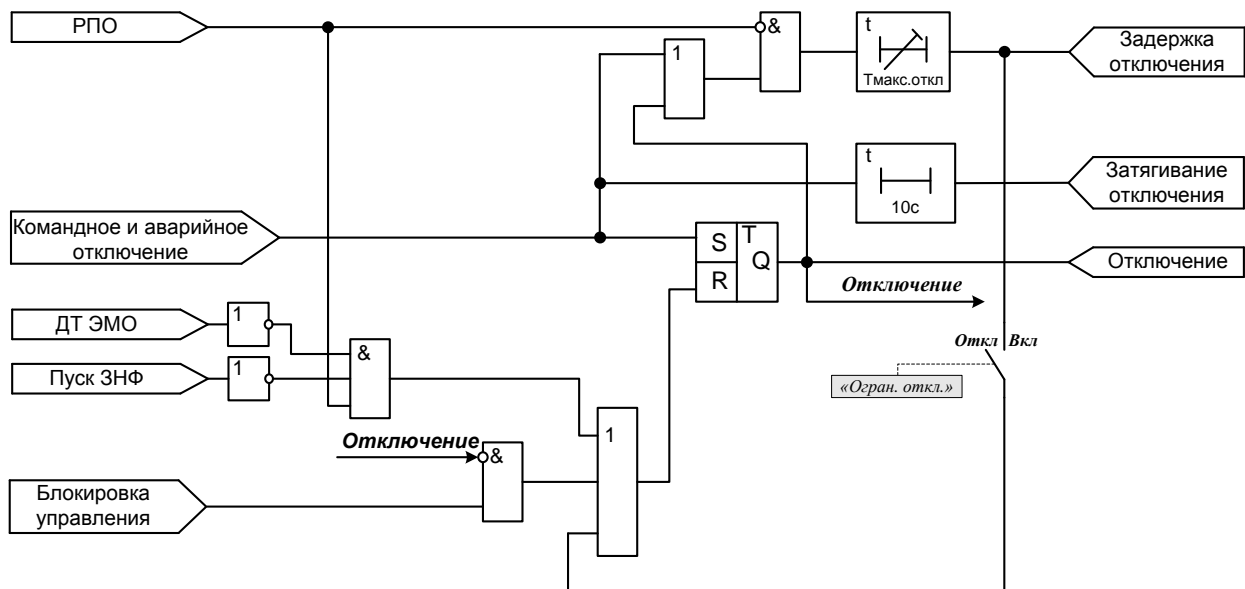 РПО
&
t
Тмакс.откл
Задержка
отключения
1
t
10с
Затягивание
отключения
Командное и аварийное
отключение
S
T
Q
R
Отключение
Отключение
ДТ ЭМО
1
&
Откл
Вкл
Пуск ЗНФ
1
«Огран. откл.»
1
Отключение
&
Блокировка
управления